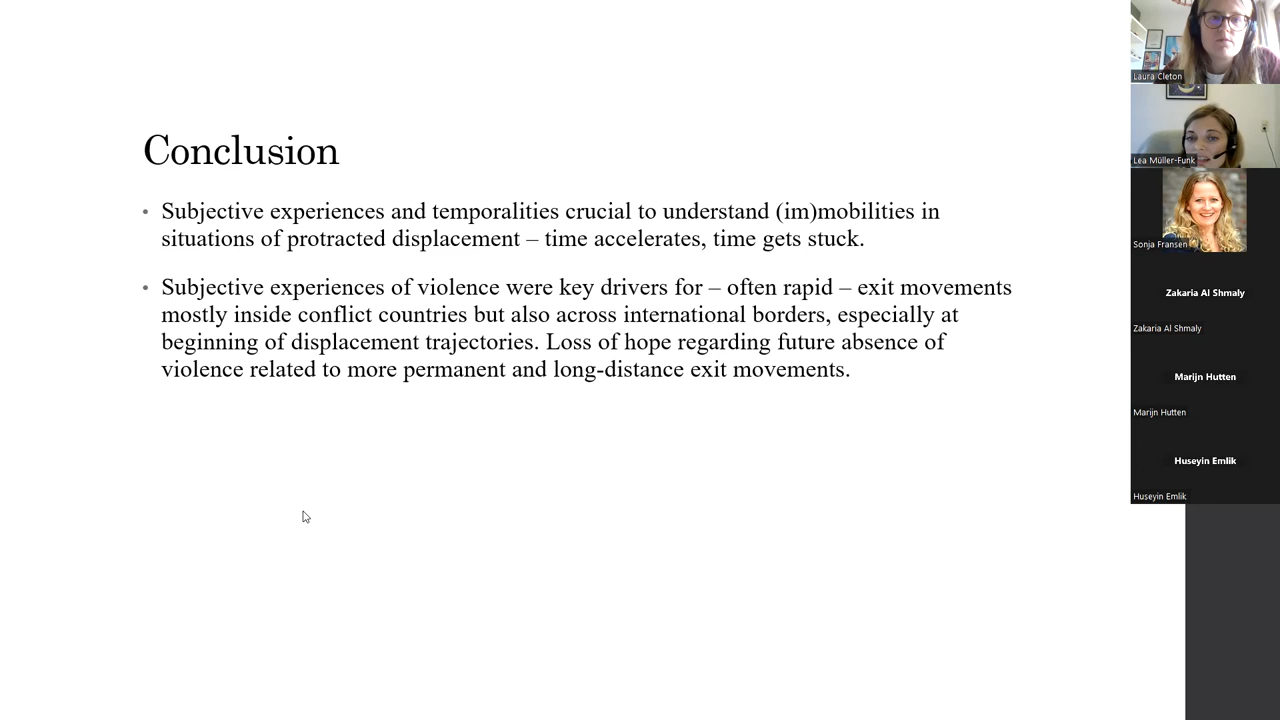 Conclusion
• Subjective experiences and temporalities crucial to understand (im)mobilities in
situations of protracted displacement – time accelerates, time gets stuck.
• Subjective experiences of violence were key drivers for – often rapid – exit movements
mostly inside conflict countries but also across international borders, especially at
beginning of displacement trajectories. Loss of hope regarding future absence of
violence related to more permanent and long-distance exit movements.
Laura Cleton
Lea Müller-Funk
Sonja Fransen
Zakaria Al Shmaly
Zakaria Al Shmaly
Marijn Hutten
Marijn Hutten
Huseyin Emlik
Huseyin Emlik